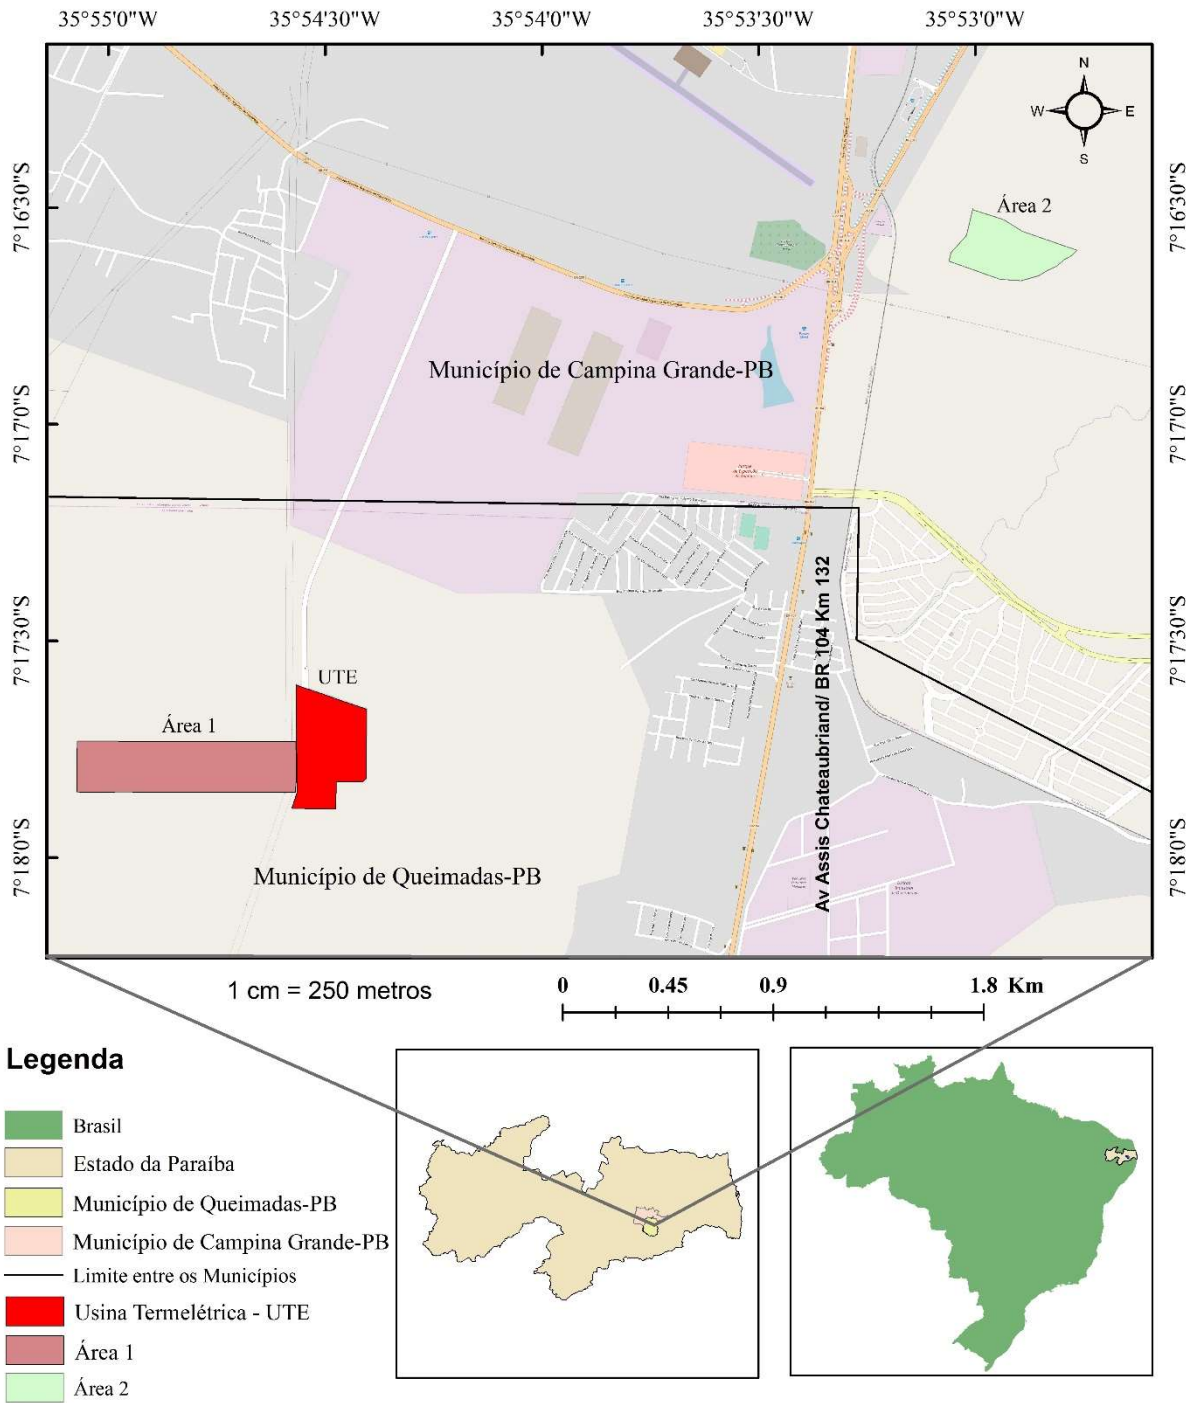 35°55'0"W 35°54'30"W 35°54'0"W 35°53'30"W 35°53'0"W
N
W E
S
7°16'30"S
7°16'30"S
Área 2
Município de Campina Grande-PB
7°17'0"S
7°17'0"S
Av Assis Chateaubriand/ BR 104 Km 132
7°17'30"S
7°17'30"S
UTE
Área 1
7°18'0"S
7°18'0"S
Município de Queimadas-PB
1 cm = 250 metros
0 0.45 0.9 1.8 Km
Legenda
Brasil
Estado da Paraíba
Município de Queimadas-PB
Município de Campina Grande-PB
Limite entre os Municípios
Usina Termelétrica - UTE
Área 1
Área 2